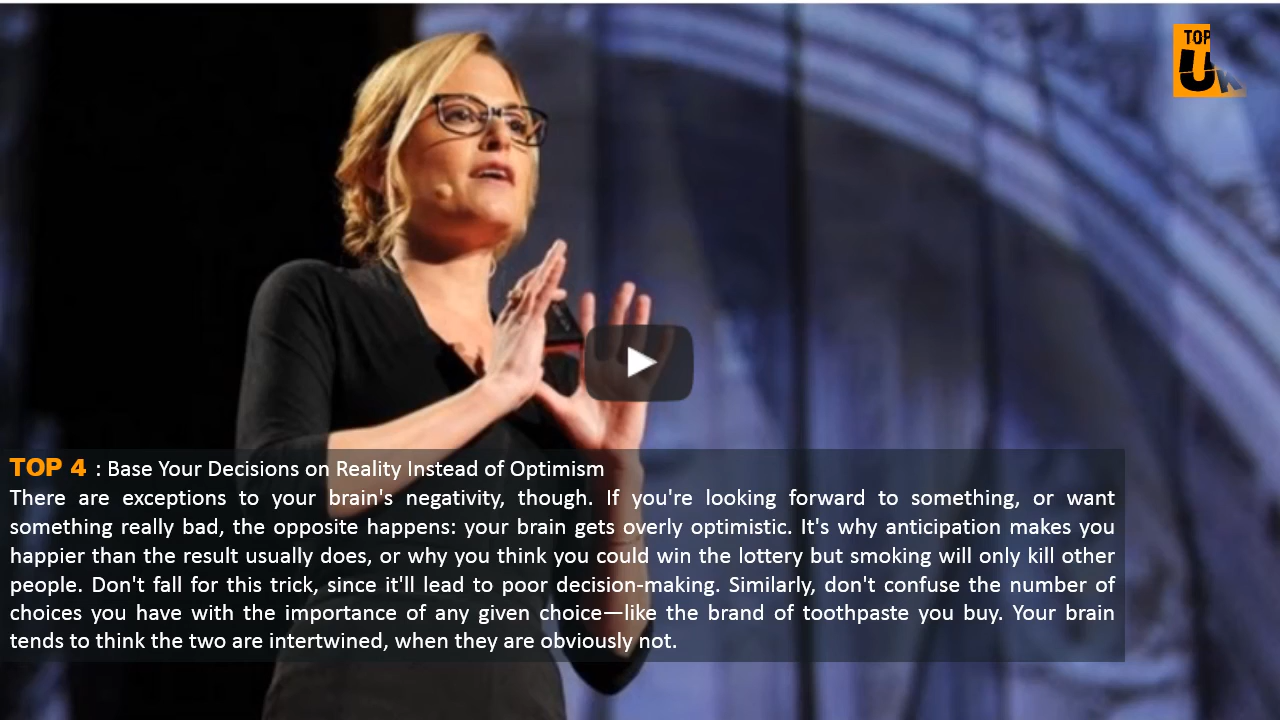 TOP
UK
TOP 4 : Base Your Decisions on Reality Instead of Optimism
There are exceptions to your brain's negativity, though. If you're looking forward to something, or want
something really bad, the opposite happens: your brain gets overly optimistic. It's why anticipation makes you
happier than the result usually does, or why you think you could win the lottery but smoking will only kill other
people. Don't fall for this trick, since it'll lead to poor decision-making. Similarly, don't confuse the number of
choices you have with the importance of any given choice—like the brand of toothpaste you buy. Your brain
tends to think the two are intertwined, when they are obviously not.